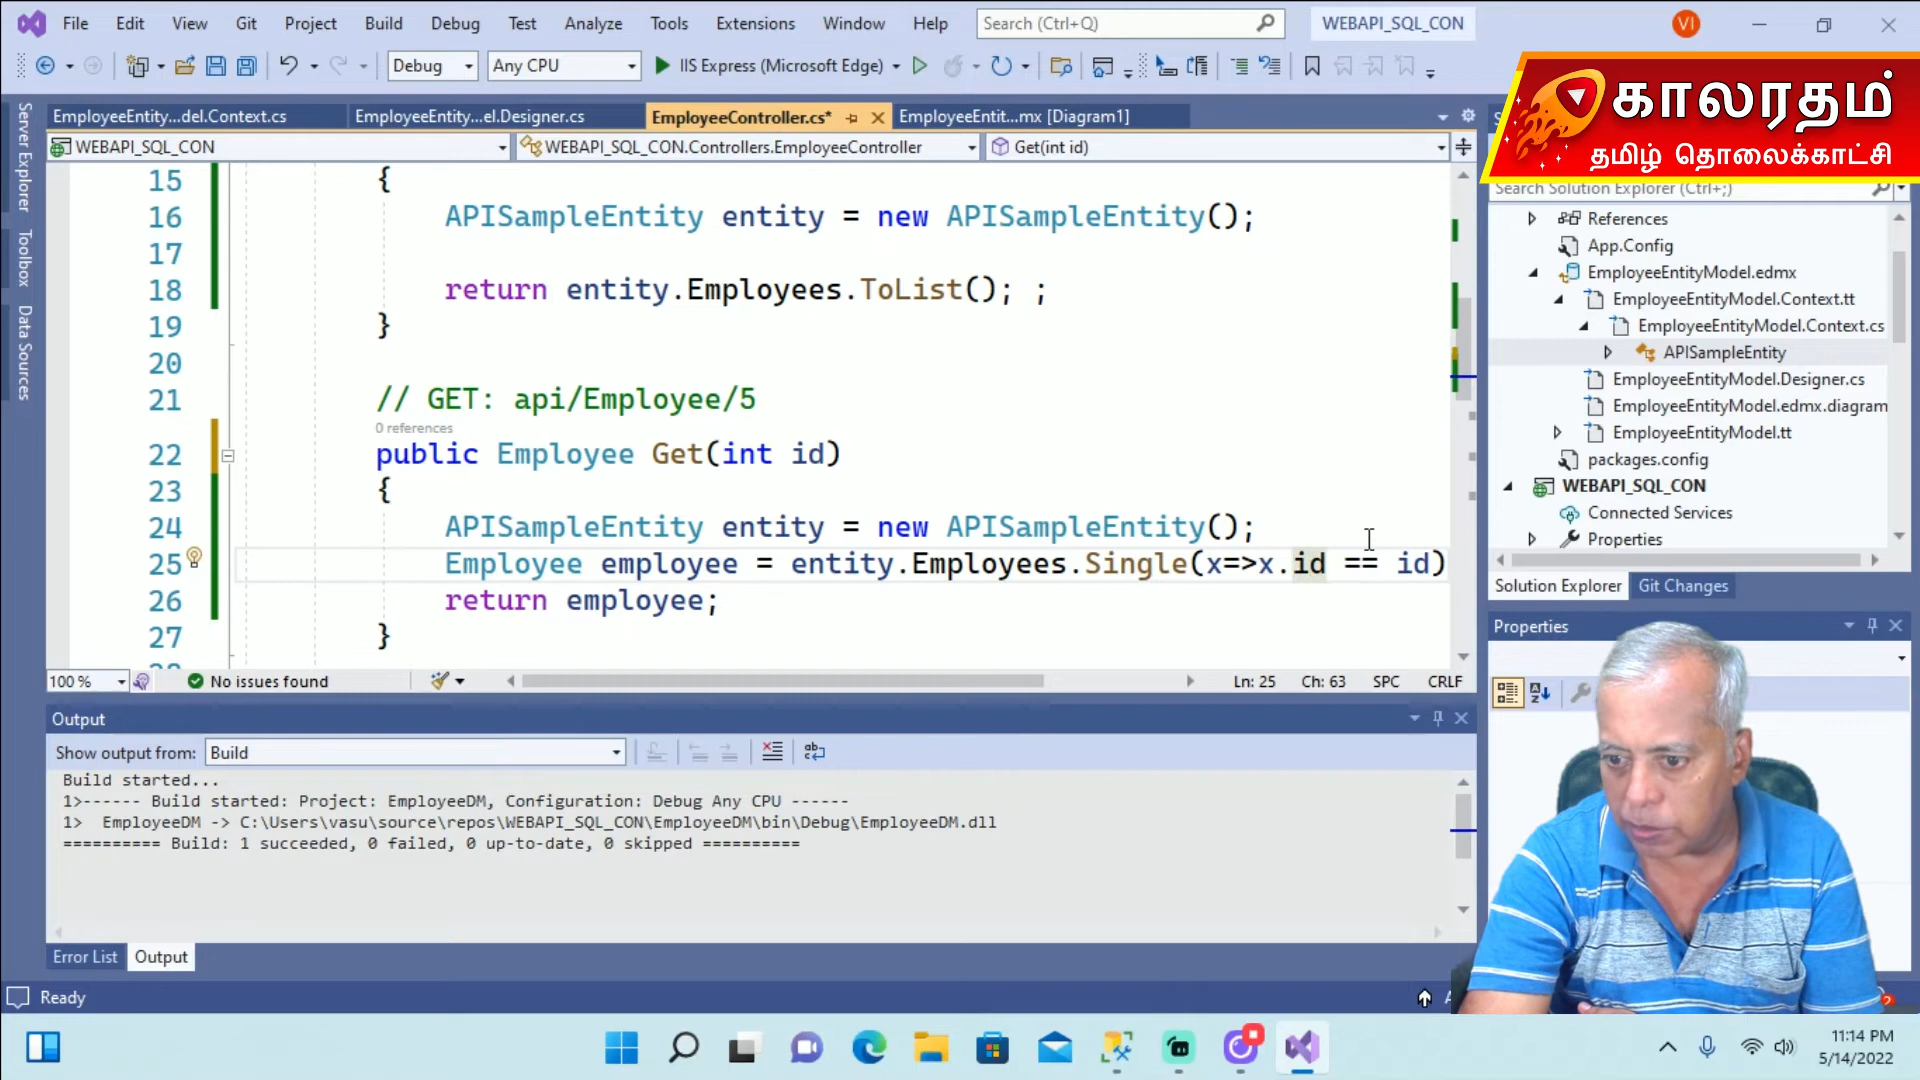 File Edit View Git Project Build Debug Test Analyze Tools Extensions Window Help Search (Ctrl+Q) WEBAPI_SQL_CON VI
Debug Any CPU IIS Express (Microsoft Edge)
காலரதம்
தமிழ் தொலைக்காட்சி
EmployeeEntity...del.Context.cs EmployeeEntity...el.Designer.cs EmployeeController.cs* EmployeeEntit...mx [Diagram1]
WEBAPI_SQL_CON WEBAPI_SQL_CON.Controllers.EmployeeController Get(int id)
Server Explorer
Toolbox
Data Sources
15 {
16 APISampleEntity entity = new APISampleEntity();
17
18 return entity.Employees.ToList(); ;
19 }
20
21 // GET: api/Employee/5
0 references
22 public Employee Get(int id)
23 {
24 APISampleEntity entity = new APISampleEntity();
25 Employee employee = entity.Employees.Single(x=>x.id == id)
26 return employee;
27 }
100 % No issues found Ln: 25 Ch: 63 SPC CRLF
Search Solution Explorer (Ctrl+;)
References
App.Config
EmployeeEntityModel.edmx
EmployeeEntityModel.Context.tt
EmployeeEntityModel.Context.cs
APISampleEntity
EmployeeEntityModel.Designer.cs
EmployeeEntityModel.edmx.diagram
EmployeeEntityModel.tt
packages.config
WEBAPI_SQL_CON
Connected Services
Properties
Solution Explorer Git Changes
Properties
Output
Show output from: Build
Build started...
1>------ Build started: Project: EmployeeDM, Configuration: Debug Any CPU ------
1> EmployeeDM -> C:\Users\vasu\source\repos\WEBAPI_SQL_CON\EmployeeDM\bin\Debug\EmployeeDM.dll
========== Build: 1 succeeded, 0 failed, 0 up-to-date, 0 skipped ==========
Error List Output
Ready
11:14 PM
5/14/2022